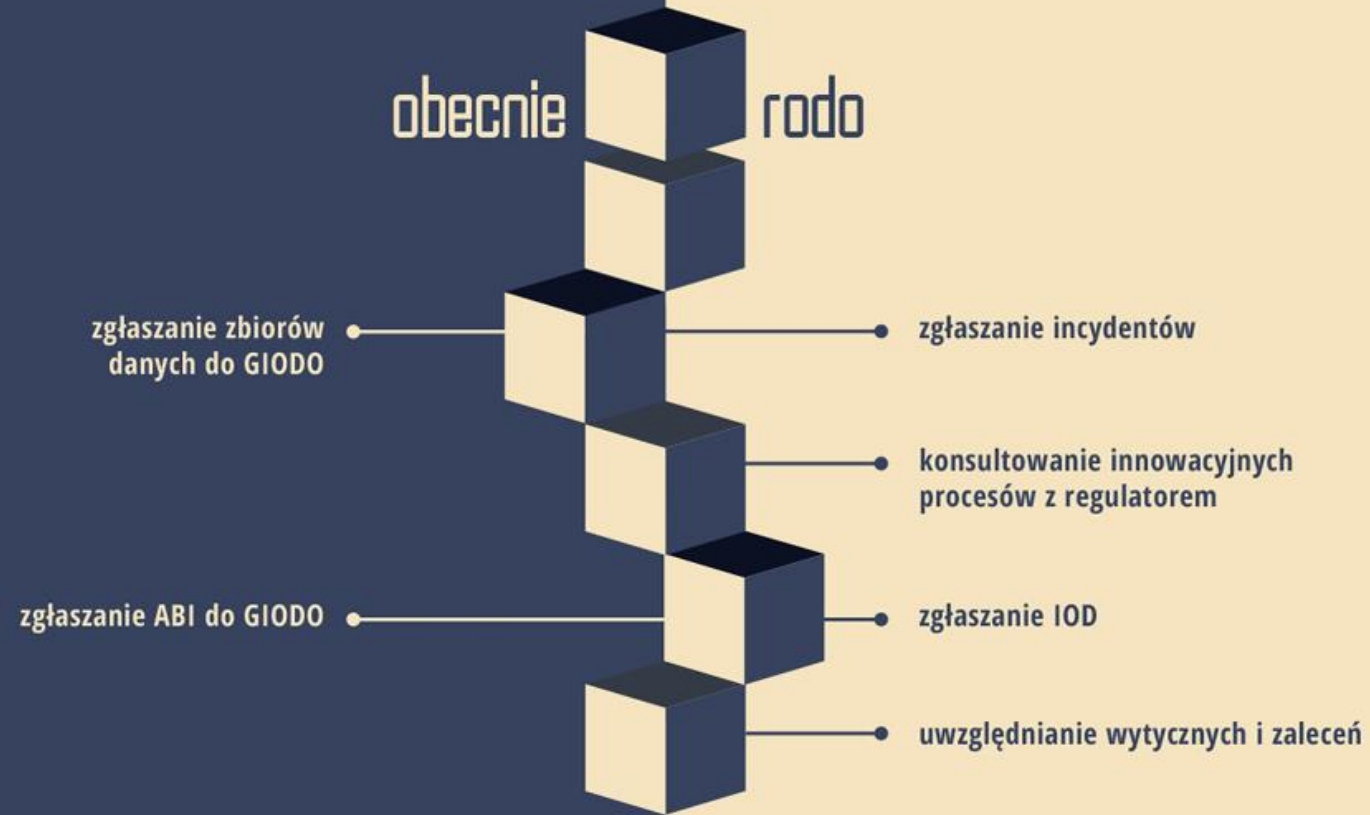 obecnie
rodo
zgłaszanie zbiorów
danych do GIODO
zgłaszanie incydentów
konsultowanie innowacyjnych
procesów z regulatorem
zgłaszanie ABI do GIODO
zgłaszanie IOD
uwzględnianie wytycznych i zaleceń